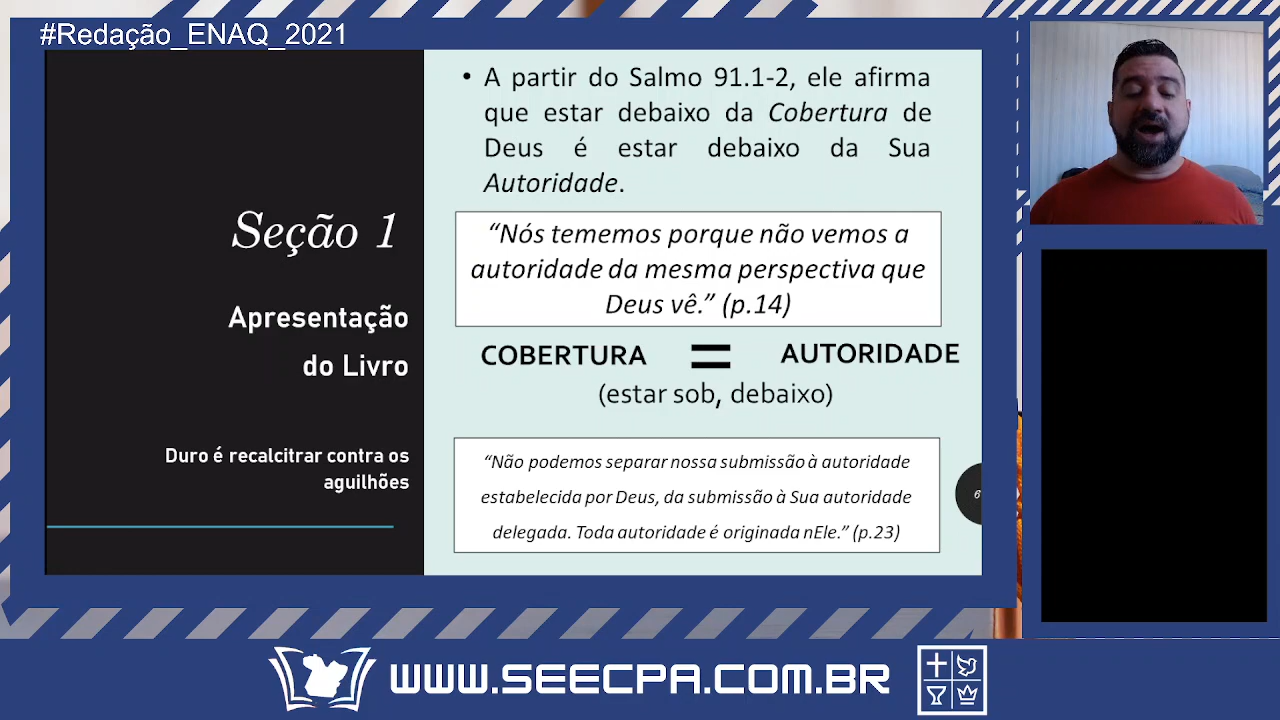 #Redação_ENAQ_2021
Seção 1
Apresentação
do Livro
Duro é recalcitrar contra os
aguilhões
• A partir do Salmo 91.1-2, ele afirma
que estar debaixo da Cobertura de
Deus é estar debaixo da Sua
Autoridade.
“Nós tememos porque não vemos a
autoridade da mesma perspectiva que
Deus vê.” (p.14)
COBERTURA = AUTORIDADE
(estar sob, debaixo)
“Não podemos separar nossa submissão à autoridade
estabelecida por Deus, da submissão à Sua autoridade
delegada. Toda autoridade é originada nEle.” (p.23)
6
WWW.SEECPA.COM.BR